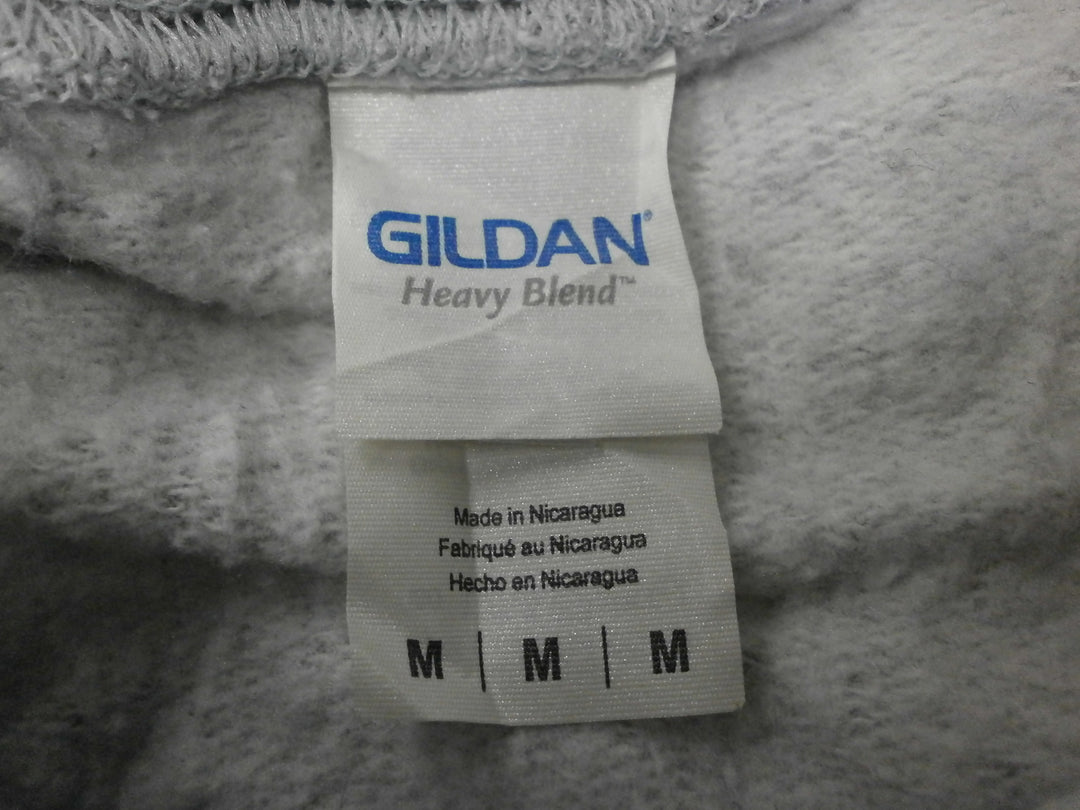 GILDAN®
Heavy Blend™
Made in Nicaragua
Fabriqué au Nicaragua
Hecho en Nicaragua
M | M | M